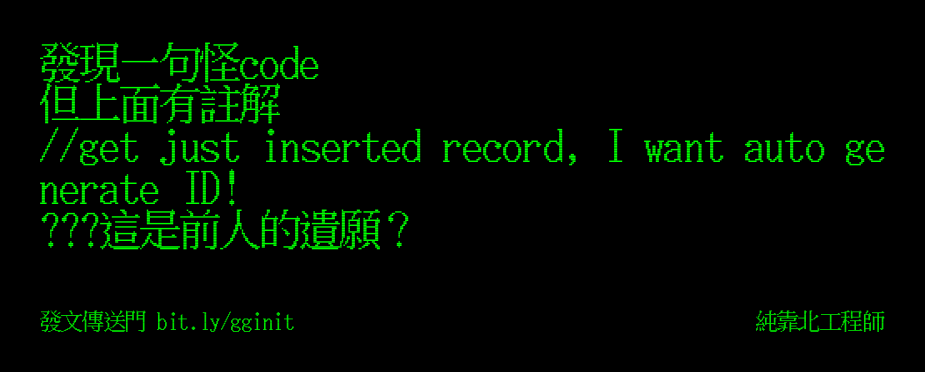 發現一句怪code
但上面有註解
//get just inserted record, I want auto ge
nerate ID!
???這是前人的遺願？
發文傳送門 bit.ly/gginit
純靠北工程師